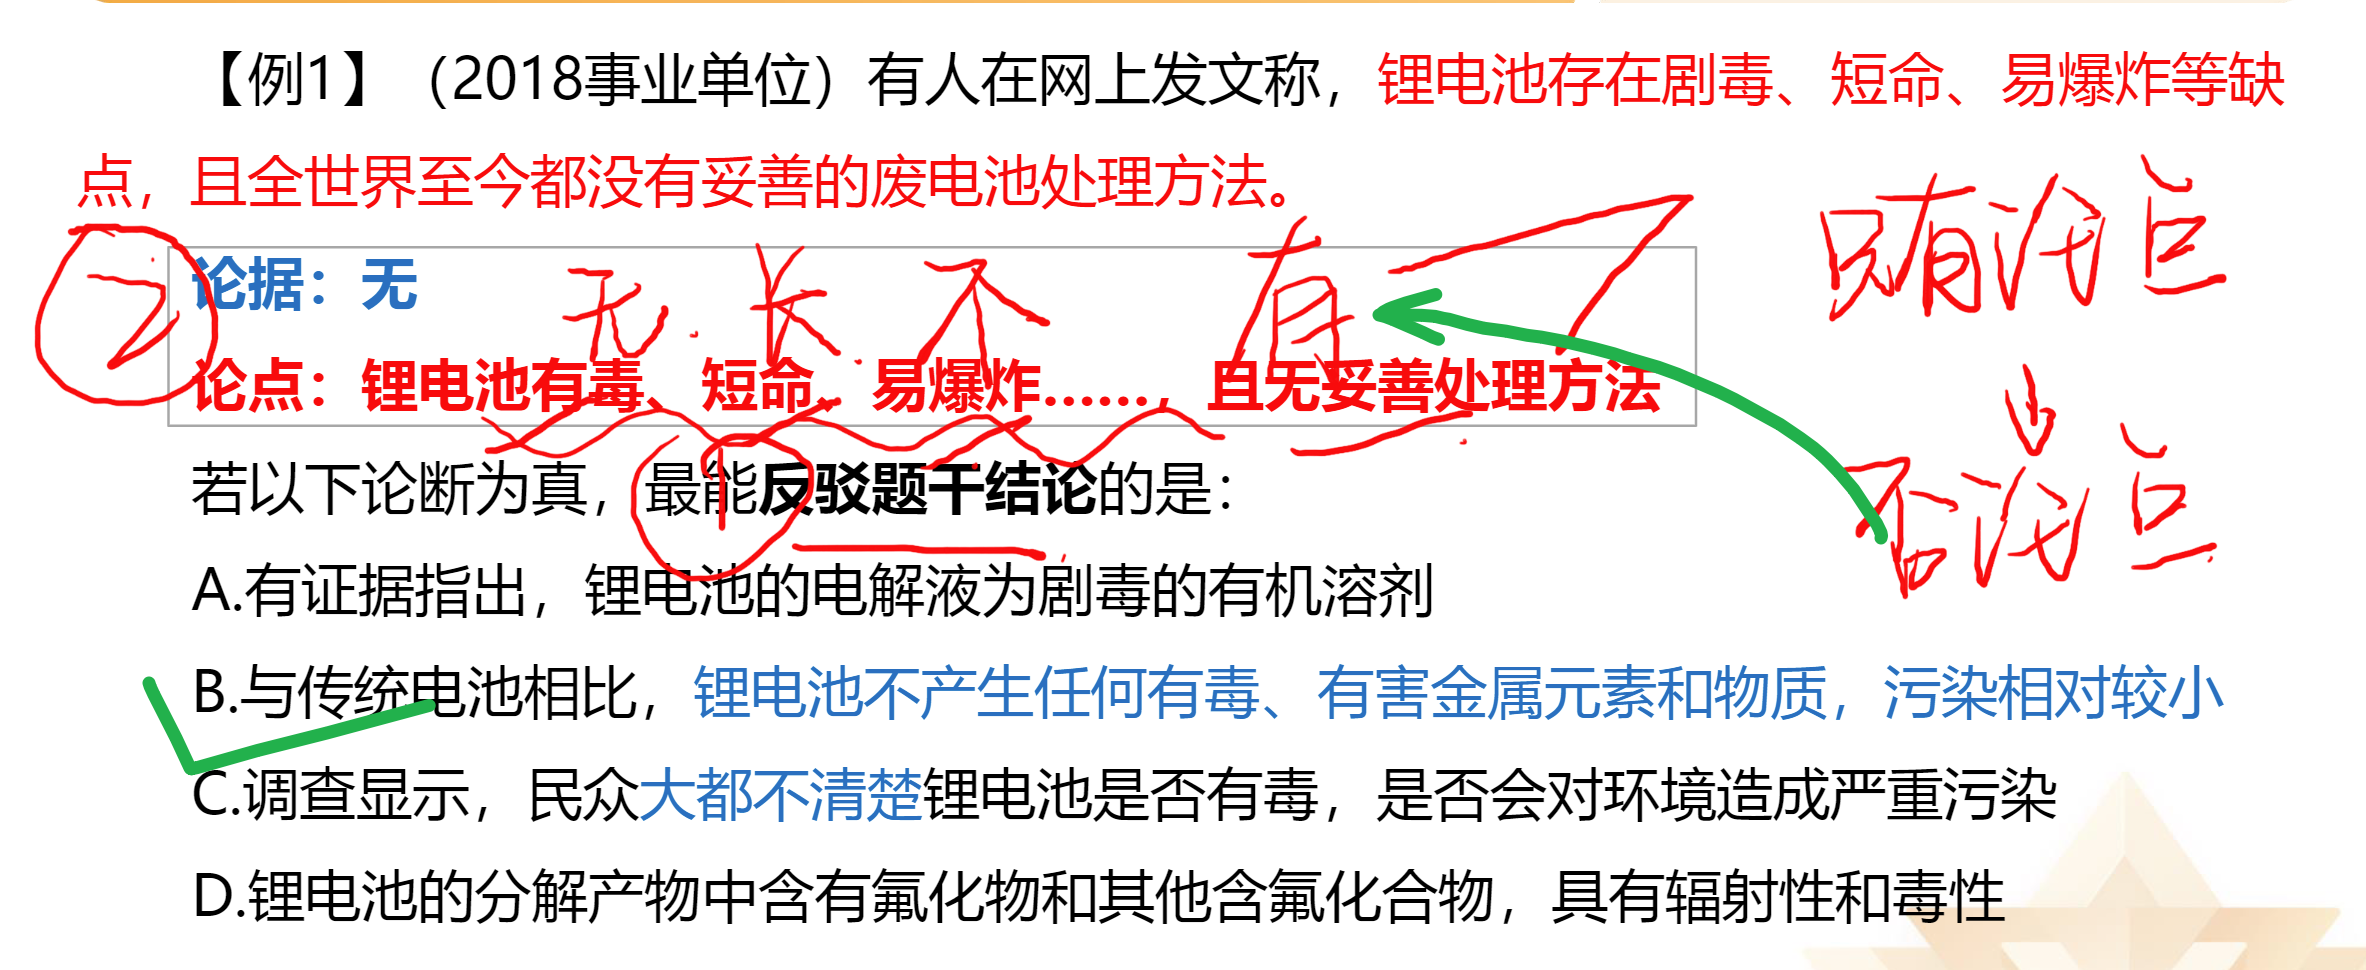 【例1】（2018事业单位）有人在网上发文称，锂电池存在剧毒、短命、易爆炸等缺
点，且全世界至今都没有妥善的废电池处理方法。
只有论点
②
论据：无
无.长.不 有
论点：锂电池有毒、短命、易爆炸……，且无妥善处理方法
否论点
①
若以下论断为真，最能反驳题干结论的是：
A.有证据指出，锂电池的电解液为剧毒的有机溶剂
B.与传统电池相比，锂电池不产生任何有毒、有害金属元素和物质，污染相对较小
C.调查显示，民众大都不清楚锂电池是否有毒，是否会对环境造成严重污染
D.锂电池的分解产物中含有氟化物和其他含氟化合物，具有辐射性和毒性